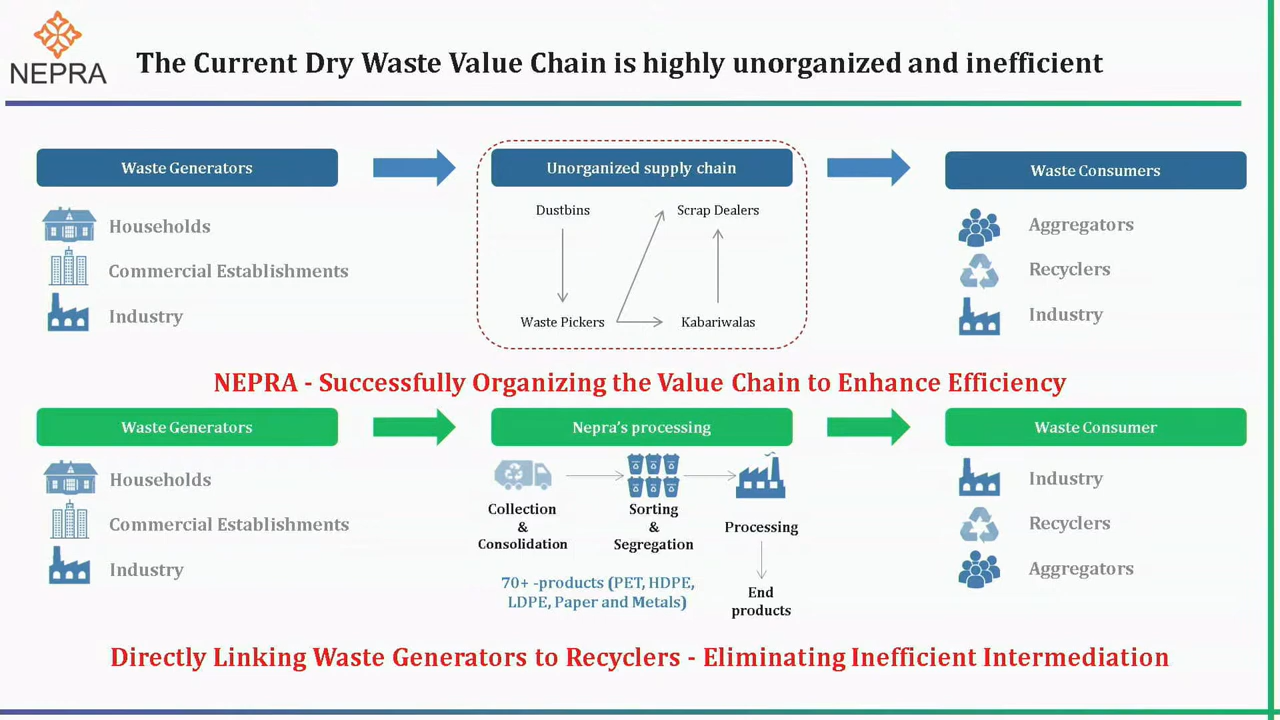 NEPRA
The Current Dry Waste Value Chain is highly unorganized and inefficient
Waste Generators
Households
Commercial Establishments
Industry
Unorganized supply chain
Dustbins
Scrap Dealers
Waste Pickers
Kabariwalas
Waste Consumers
Aggregators
Recyclers
Industry
NEPRA - Successfully Organizing the Value Chain to Enhance Efficiency
Waste Generators
Households
Commercial Establishments
Industry
Nepra's processing
Collection
&
Consolidation
Sorting
&
Segregation
Processing
End
products
70+ -products (PET, HDPE,
LDPE, Paper and Metals)
Waste Consumer
Industry
Recyclers
Aggregators
Directly Linking Waste Generators to Recyclers - Eliminating Inefficient Intermediation